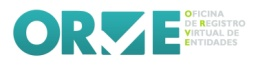 ORVE
OFICINA
DE REGISTRO
VIRTUAL DE
ENTIDADES